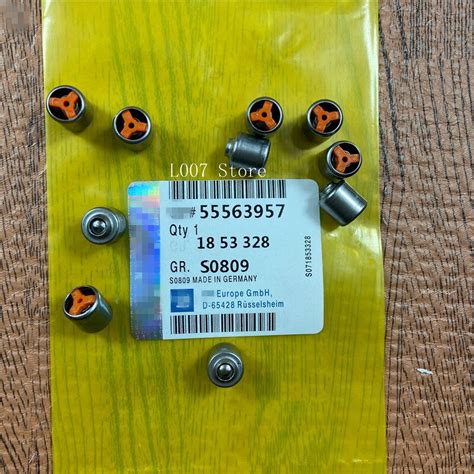 L007 Store
#55563957
Qty 1
18 53 328
GR. S0809
S0809 MADE IN GERMANY
Europe GmbH,
D-65428 Rüsselsheim
S071853328